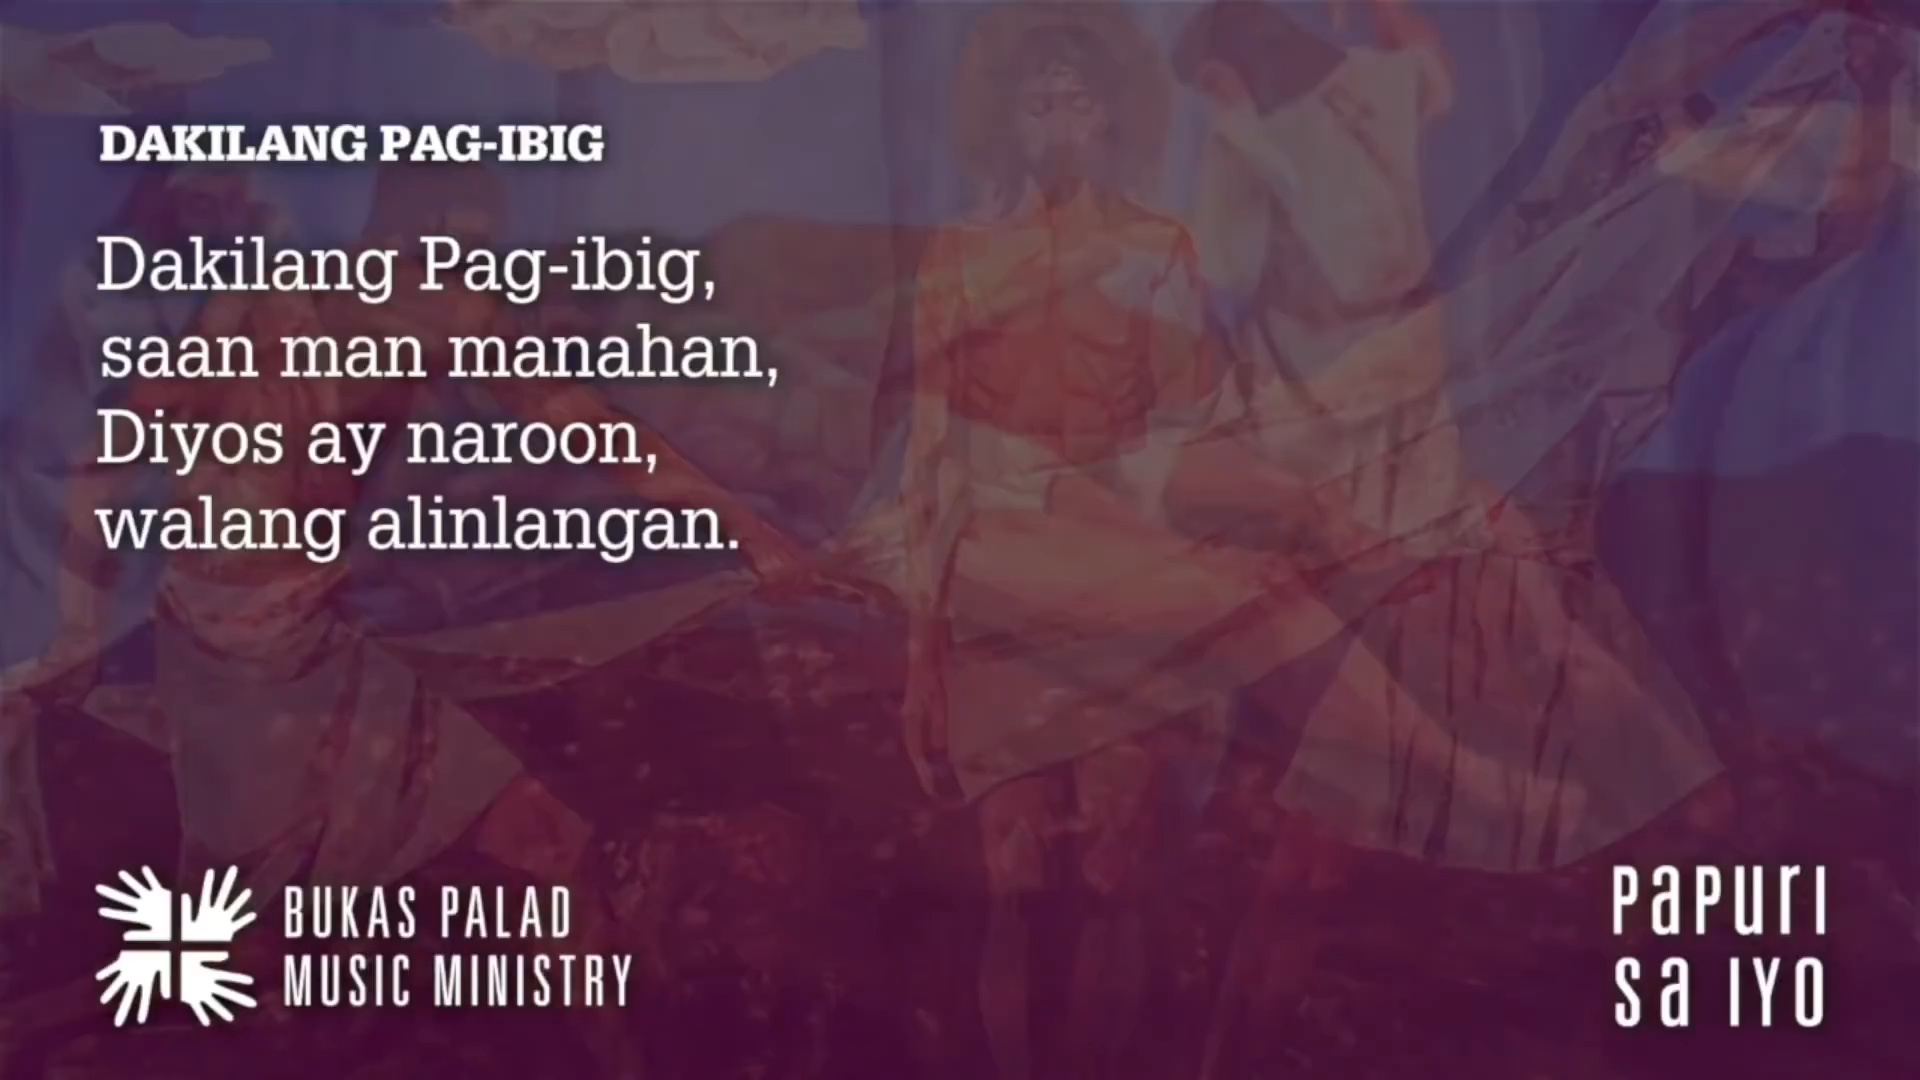 DAKILANG PAG-IBIG
Dakilang Pag-ibig,
saan man manahan,
Diyos ay naroon,
walang alinlangan.
BUKAS PALAD
MUSIC MINISTRY
PaPURI
Sa IYO